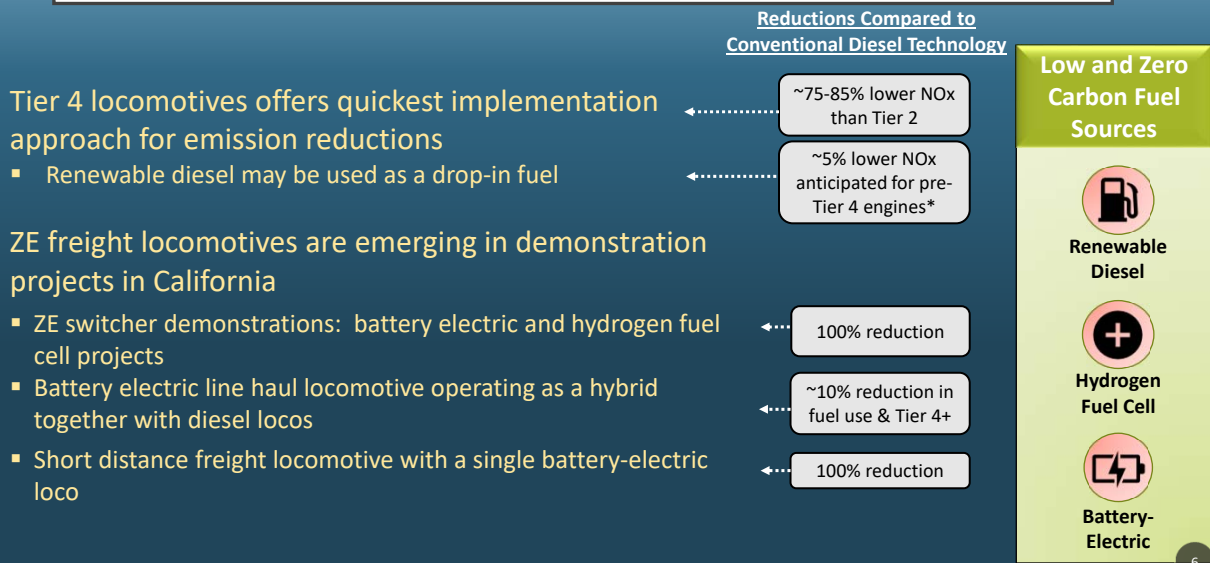 Reductions Compared to
Conventional Diesel Technology
Tier 4 locomotives offers quickest implementation
approach for emission reductions
~75-85% lower NOx
than Tier 2
▪ Renewable diesel may be used as a drop-in fuel
~5% lower NOx
anticipated for pre-
Tier 4 engines*
ZE freight locomotives are emerging in demonstration
projects in California
▪ ZE switcher demonstrations: battery electric and hydrogen fuel
cell projects
100% reduction
▪ Battery electric line haul locomotive operating as a hybrid
together with diesel locos
~10% reduction in
fuel use & Tier 4+
▪ Short distance freight locomotive with a single battery-electric
loco
100% reduction
Low and Zero
Carbon Fuel
Sources
Renewable
Diesel
Hydrogen
Fuel Cell
Battery-
Electric
6